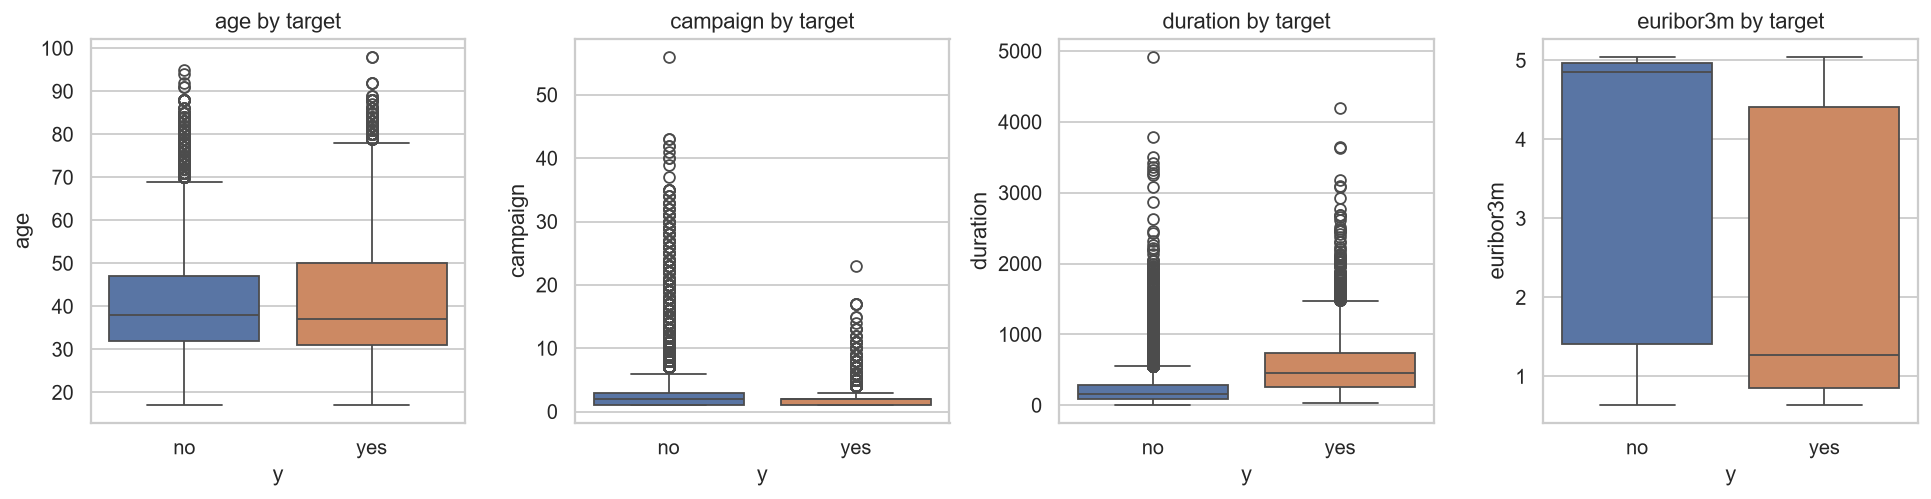 age by target
age
100
90
80
70
60
50
40
30
20
no
yes
y
campaign by target
campaign
50
40
30
20
10
0
no
yes
y
duration by target
duration
5000
4000
3000
2000
1000
0
no
yes
y
euribor3m by target
euribor3m
5
4
3
2
1
no
yes
y